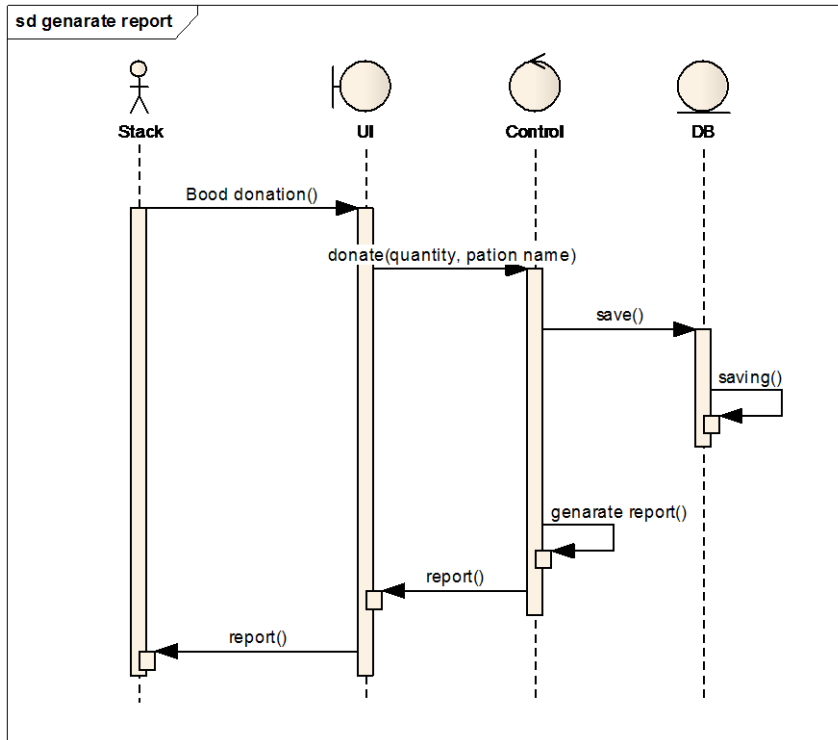 sd genarate report
Stack
UI
Control
DB
Bood donation()
donate(quantity, pation name)
save()
saving()
genarate report()
report()
report()